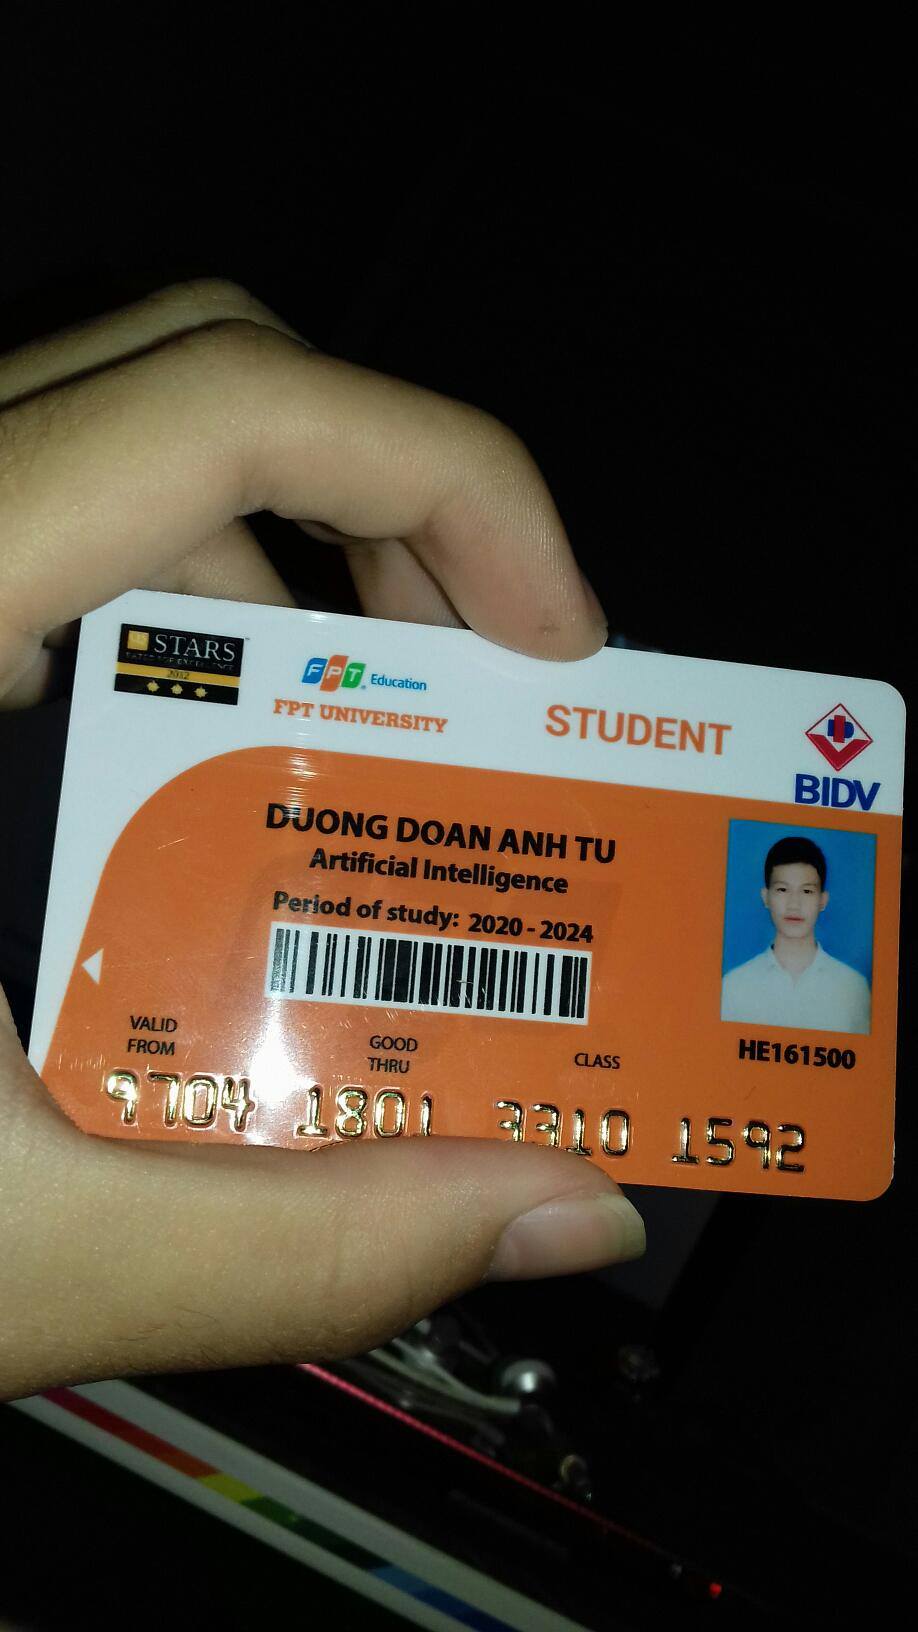 QS STARS
RATED FOR EXCELLENCE
2012
FPT Education
FPT UNIVERSITY
STUDENT
BIDV
DUONG DOAN ANH TU
Artificial Intelligence
Period of study: 2020 - 2024
VALID
FROM
GOOD
THRU
CLASS
HE161500
9704 1801 3310 1592